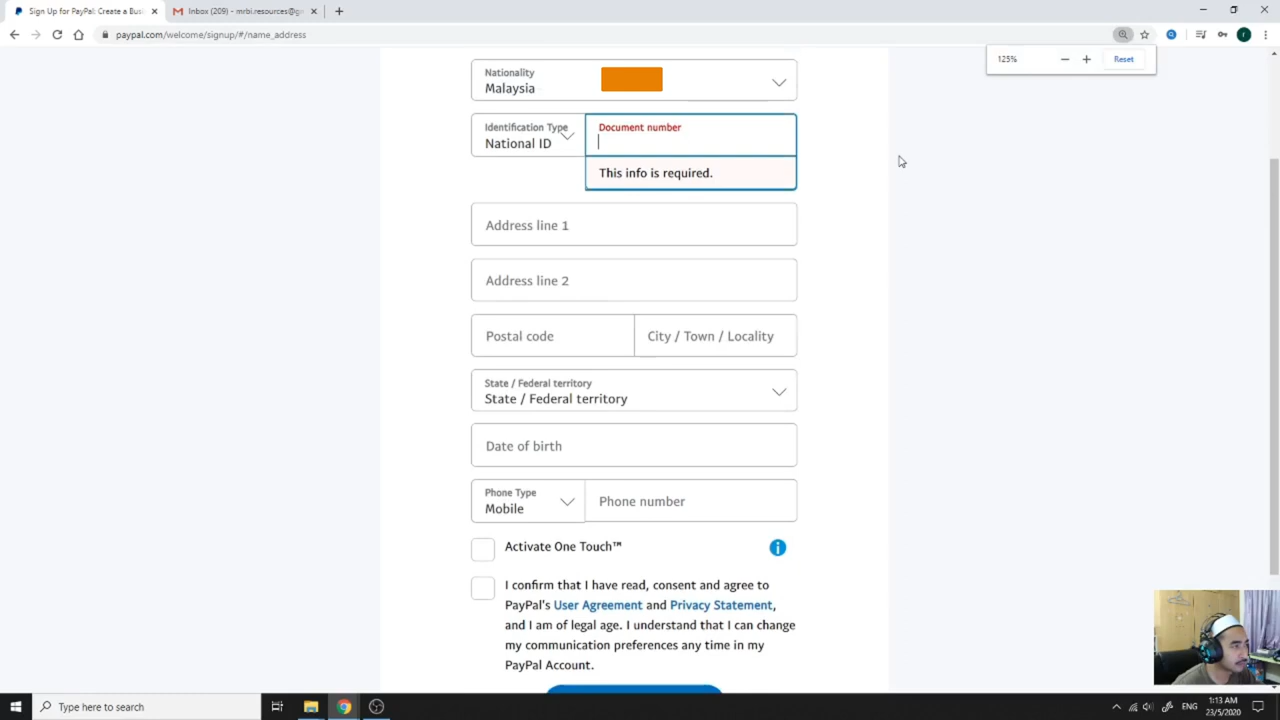 Sign Up for PayPal: Create a Busi
Inbox (209) - mrbi.resources@g
paypal.com/welcome/signup/#/name_address
125%
Reset
Nationality
Malaysia
Identification Type
National ID
Document number
This info is required.
Address line 1
Address line 2
Postal code
City / Town / Locality
State / Federal territory
State / Federal territory
Date of birth
Phone Type
Mobile
Phone number
Activate One Touch™
I confirm that I have read, consent and agree to
PayPal's User Agreement and Privacy Statement,
and I am of legal age. I understand that I can change
my communication preferences any time in my
PayPal Account.
Type here to search
ENG
1:13 AM
23/5/2020